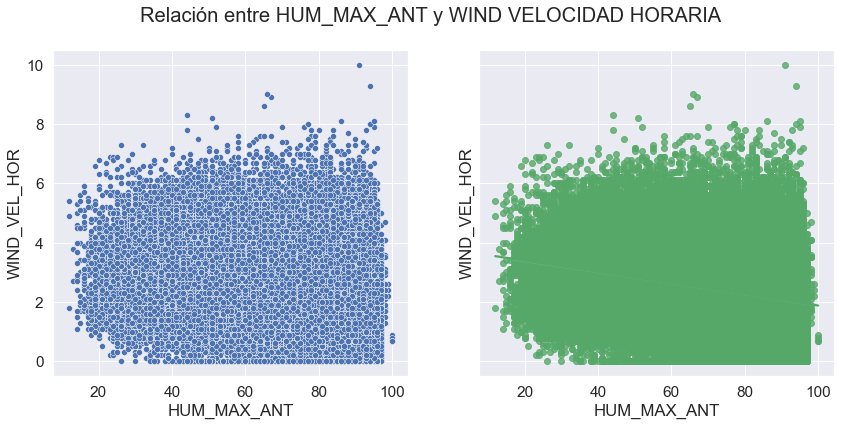 Relación entre HUM_MAX_ANT y WIND VELOCIDAD HORARIA
WIND_VEL_HOR
10
8
6
4
2
0
20 40 60 80 100
HUM_MAX_ANT
WIND_VEL_HOR
20 40 60 80 100
HUM_MAX_ANT